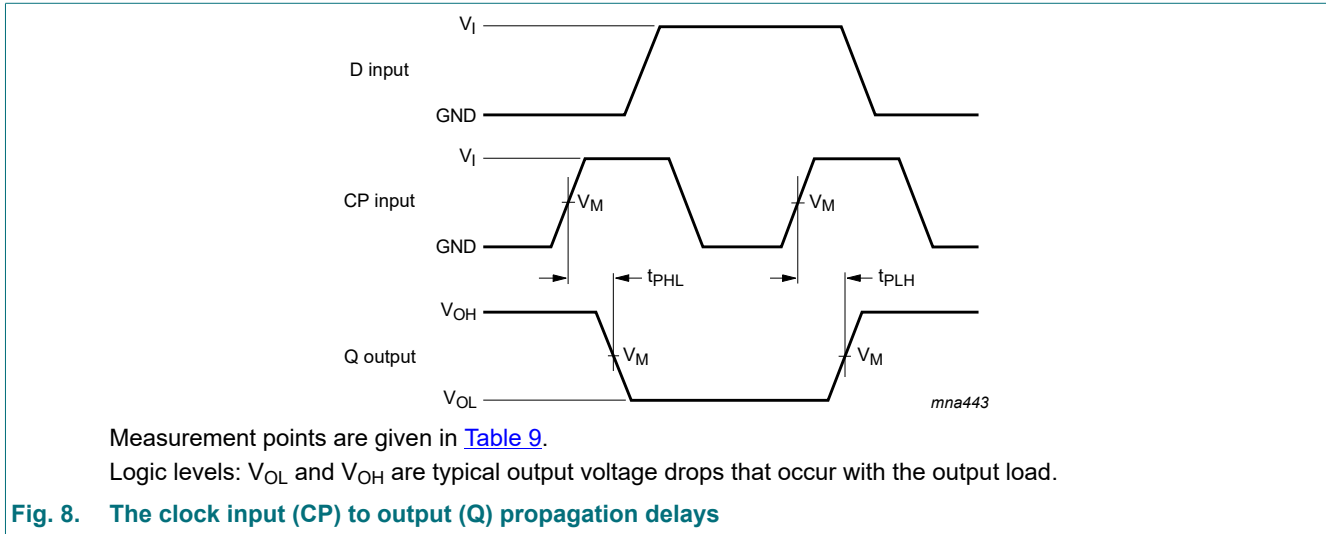 V_I
D input
GND
V_I
CP input
V_M
V_M
GND
t_PHL
t_PLH
V_OH
Q output
V_M
V_M
V_OL
mna443
Measurement points are given in Table 9.
Logic levels: V_OL and V_OH are typical output voltage drops that occur with the output load.
Fig. 8. The clock input (CP) to output (Q) propagation delays